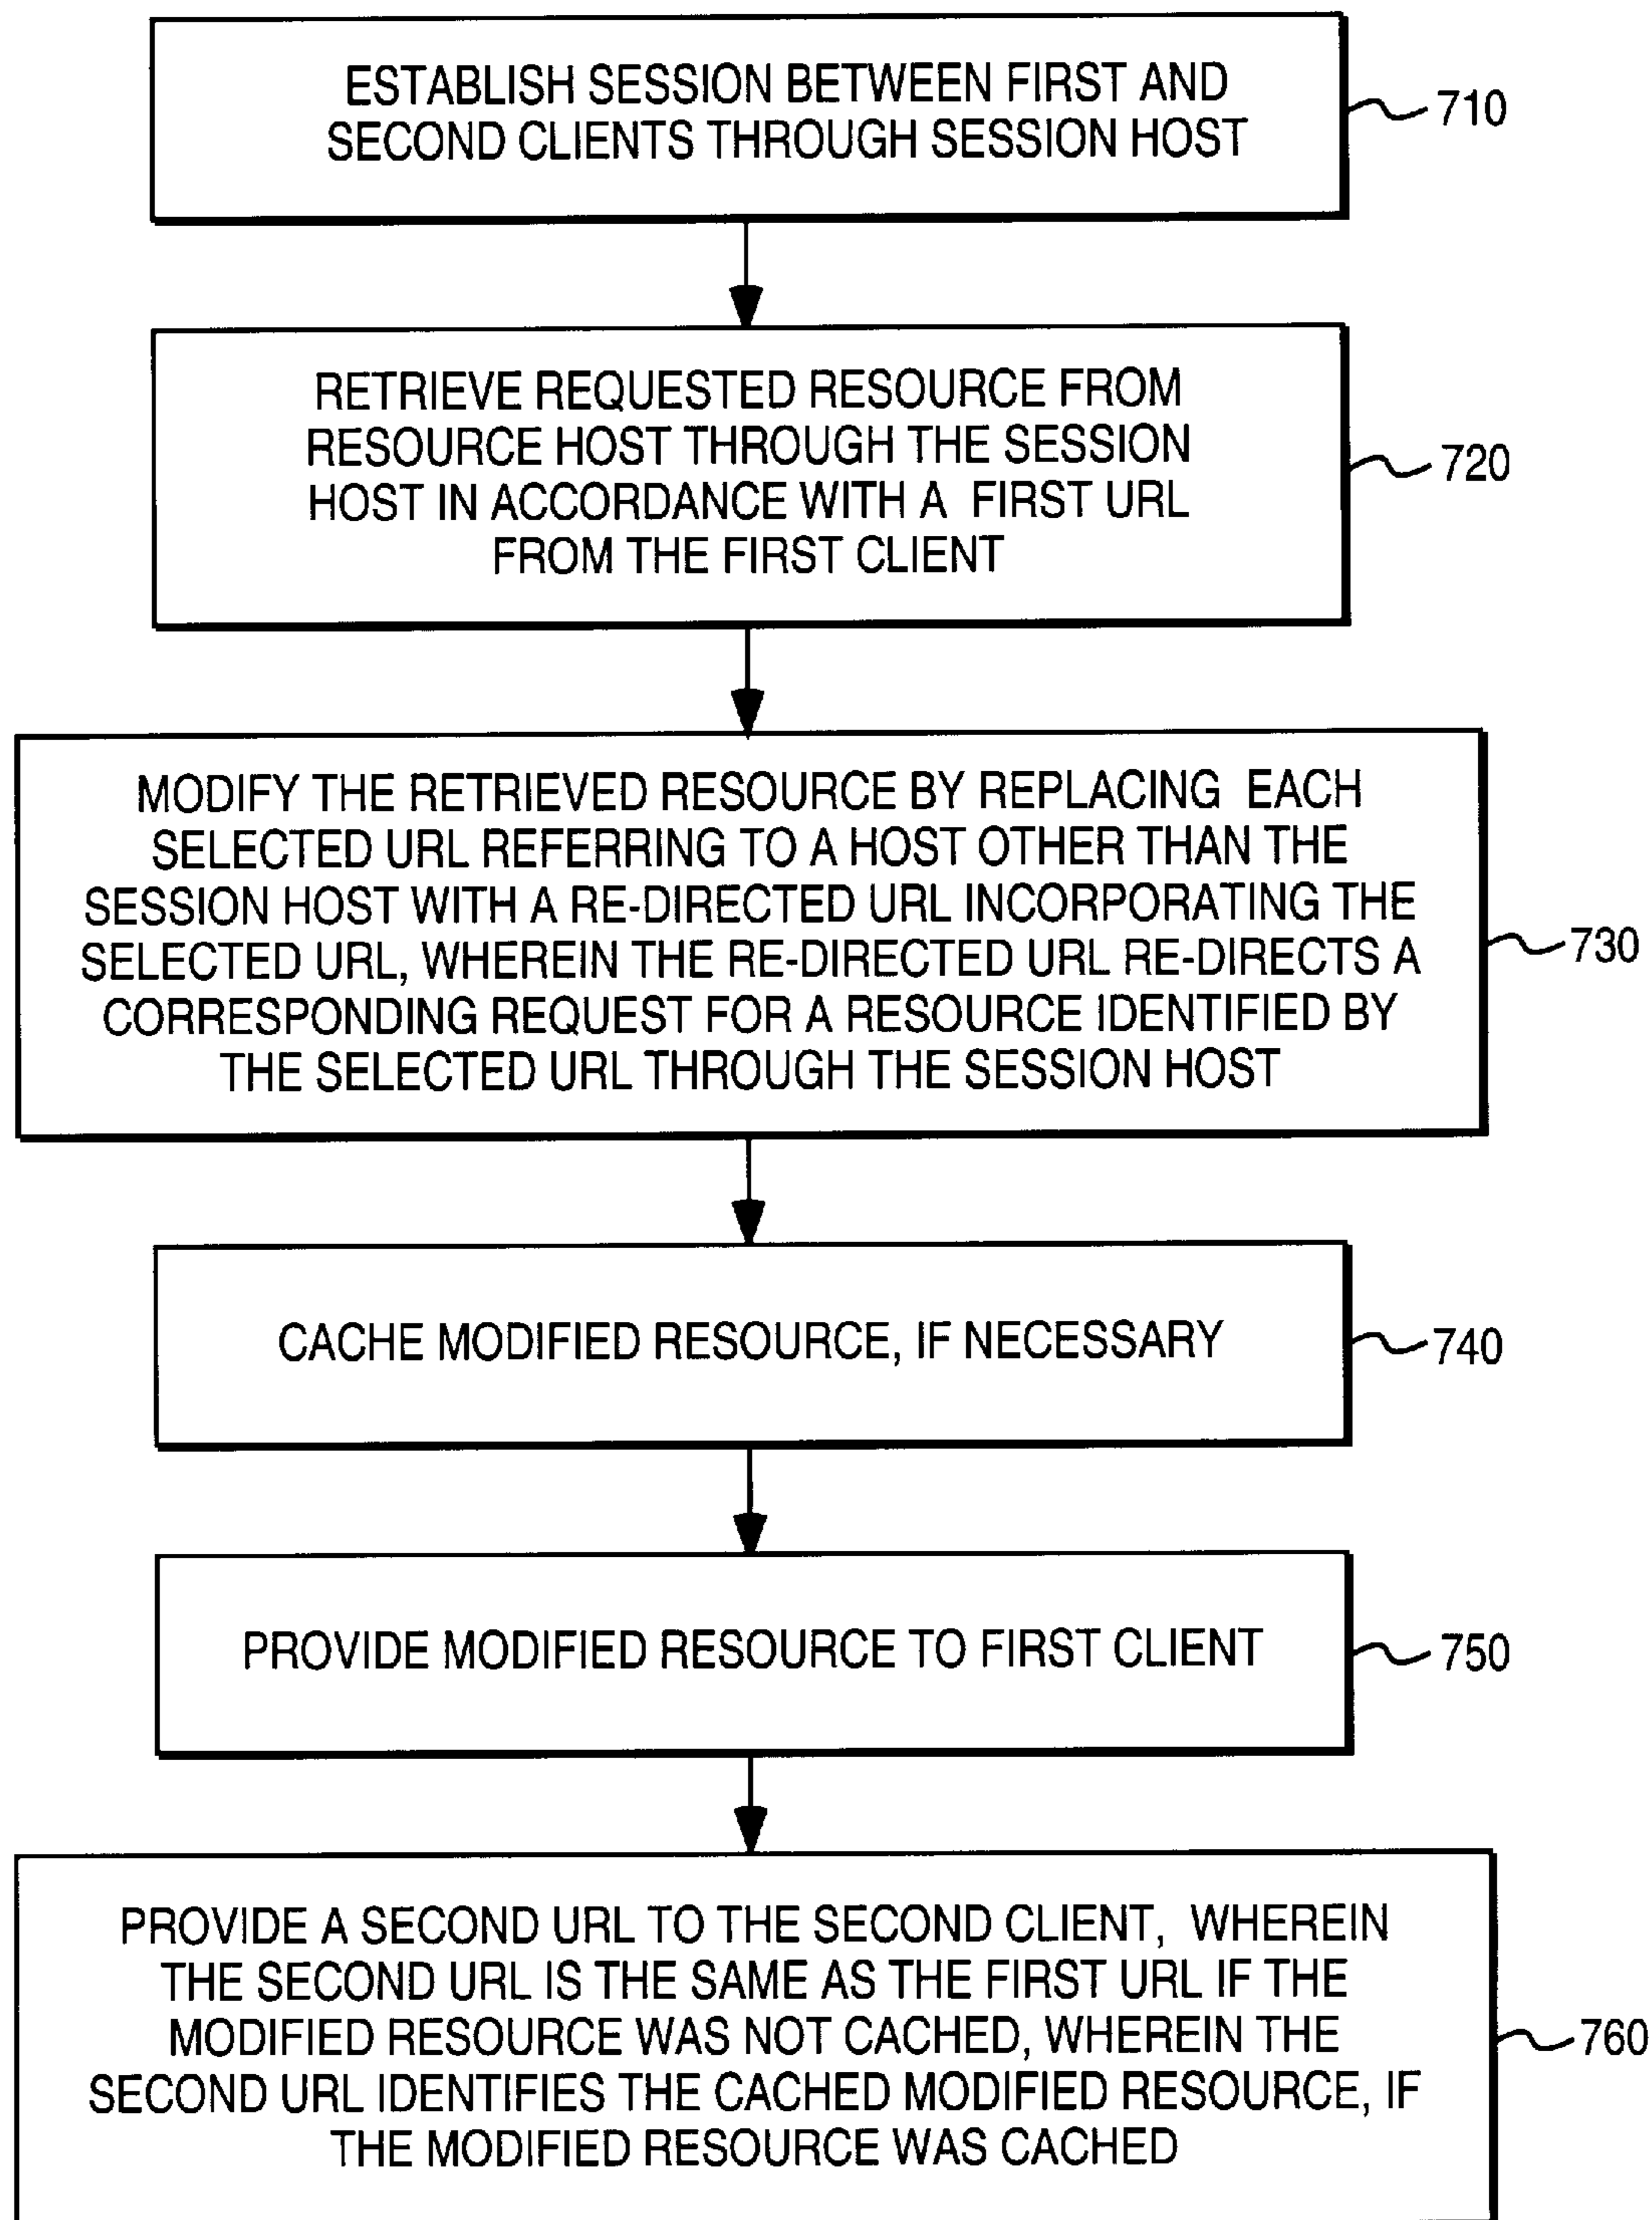 ESTABLISH SESSION BETWEEN FIRST AND
SECOND CLIENTS THROUGH SESSION HOST
710
RETRIEVE REQUESTED RESOURCE FROM
RESOURCE HOST THROUGH THE SESSION
HOST IN ACCORDANCE WITH A FIRST URL
FROM THE FIRST CLIENT
720
MODIFY THE RETRIEVED RESOURCE BY REPLACING EACH
SELECTED URL REFERRING TO A HOST OTHER THAN THE
SESSION HOST WITH A RE-DIRECTED URL INCORPORATING THE
SELECTED URL, WHEREIN THE RE-DIRECTED URL RE-DIRECTS A
CORRESPONDING REQUEST FOR A RESOURCE IDENTIFIED BY
THE SELECTED URL THROUGH THE SESSION HOST
730
CACHE MODIFIED RESOURCE, IF NECESSARY
740
PROVIDE MODIFIED RESOURCE TO FIRST CLIENT
750
PROVIDE A SECOND URL TO THE SECOND CLIENT, WHEREIN
THE SECOND URL IS THE SAME AS THE FIRST URL IF THE
MODIFIED RESOURCE WAS NOT CACHED, WHEREIN THE
SECOND URL IDENTIFIES THE CACHED MODIFIED RESOURCE, IF
THE MODIFIED RESOURCE WAS CACHED
760